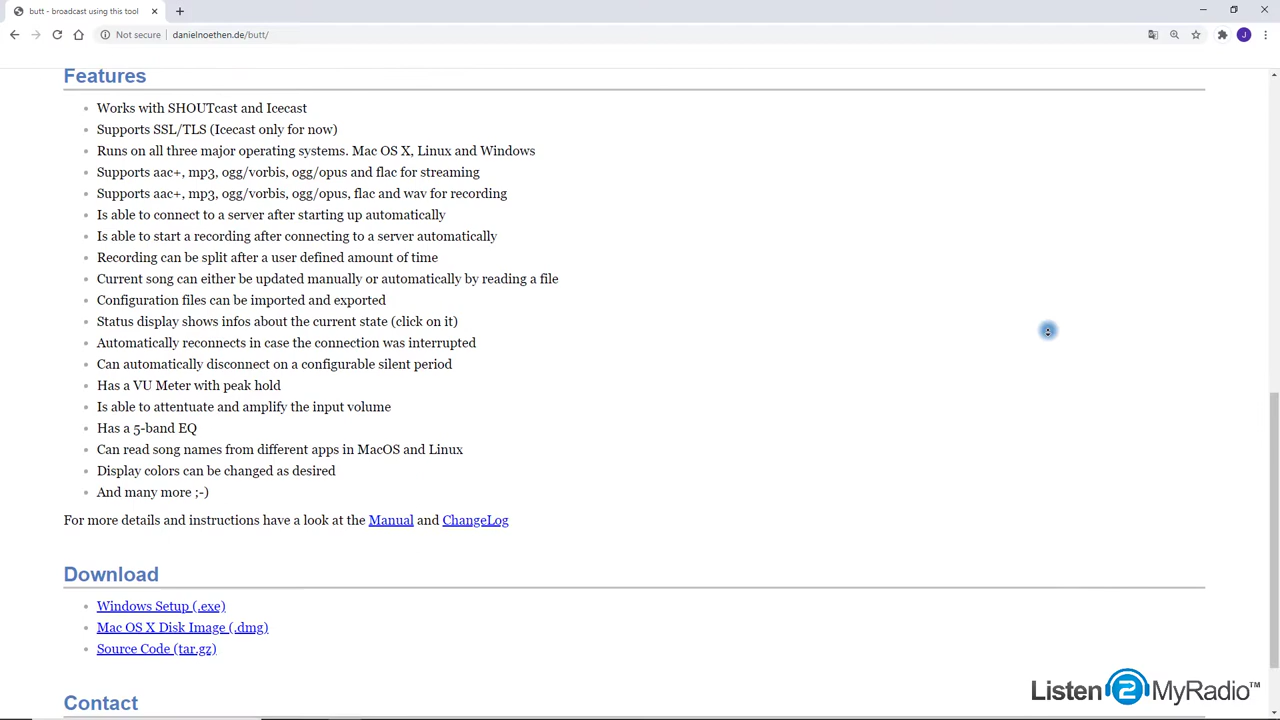 butt - broadcast using this tool
Not secure
danielnoethen.de/butt/
J
Features
Works with SHOUTcast and Icecast
Supports SSL/TLS (Icecast only for now)
Runs on all three major operating systems. Mac OS X, Linux and Windows
Supports aac+, mp3, ogg/vorbis, ogg/opus and flac for streaming
Supports aac+, mp3, ogg/vorbis, ogg/opus, flac and wav for recording
Is able to connect to a server after starting up automatically
Is able to start a recording after connecting to a server automatically
Recording can be split after a user defined amount of time
Current song can either be updated manually or automatically by reading a file
Configuration files can be imported and exported
Status display shows infos about the current state (click on it)
Automatically reconnects in case the connection was interrupted
Can automatically disconnect on a configurable silent period
Has a VU Meter with peak hold
Is able to attentuate and amplify the input volume
Has a 5-band EQ
Can read song names from different apps in MacOS and Linux
Display colors can be changed as desired
And many more ;-)
For more details and instructions have a look at the Manual and ChangeLog
Download
Windows Setup (.exe)
Mac OS X Disk Image (.dmg)
Source Code (tar.gz)
Listen2MyRadio™
Contact